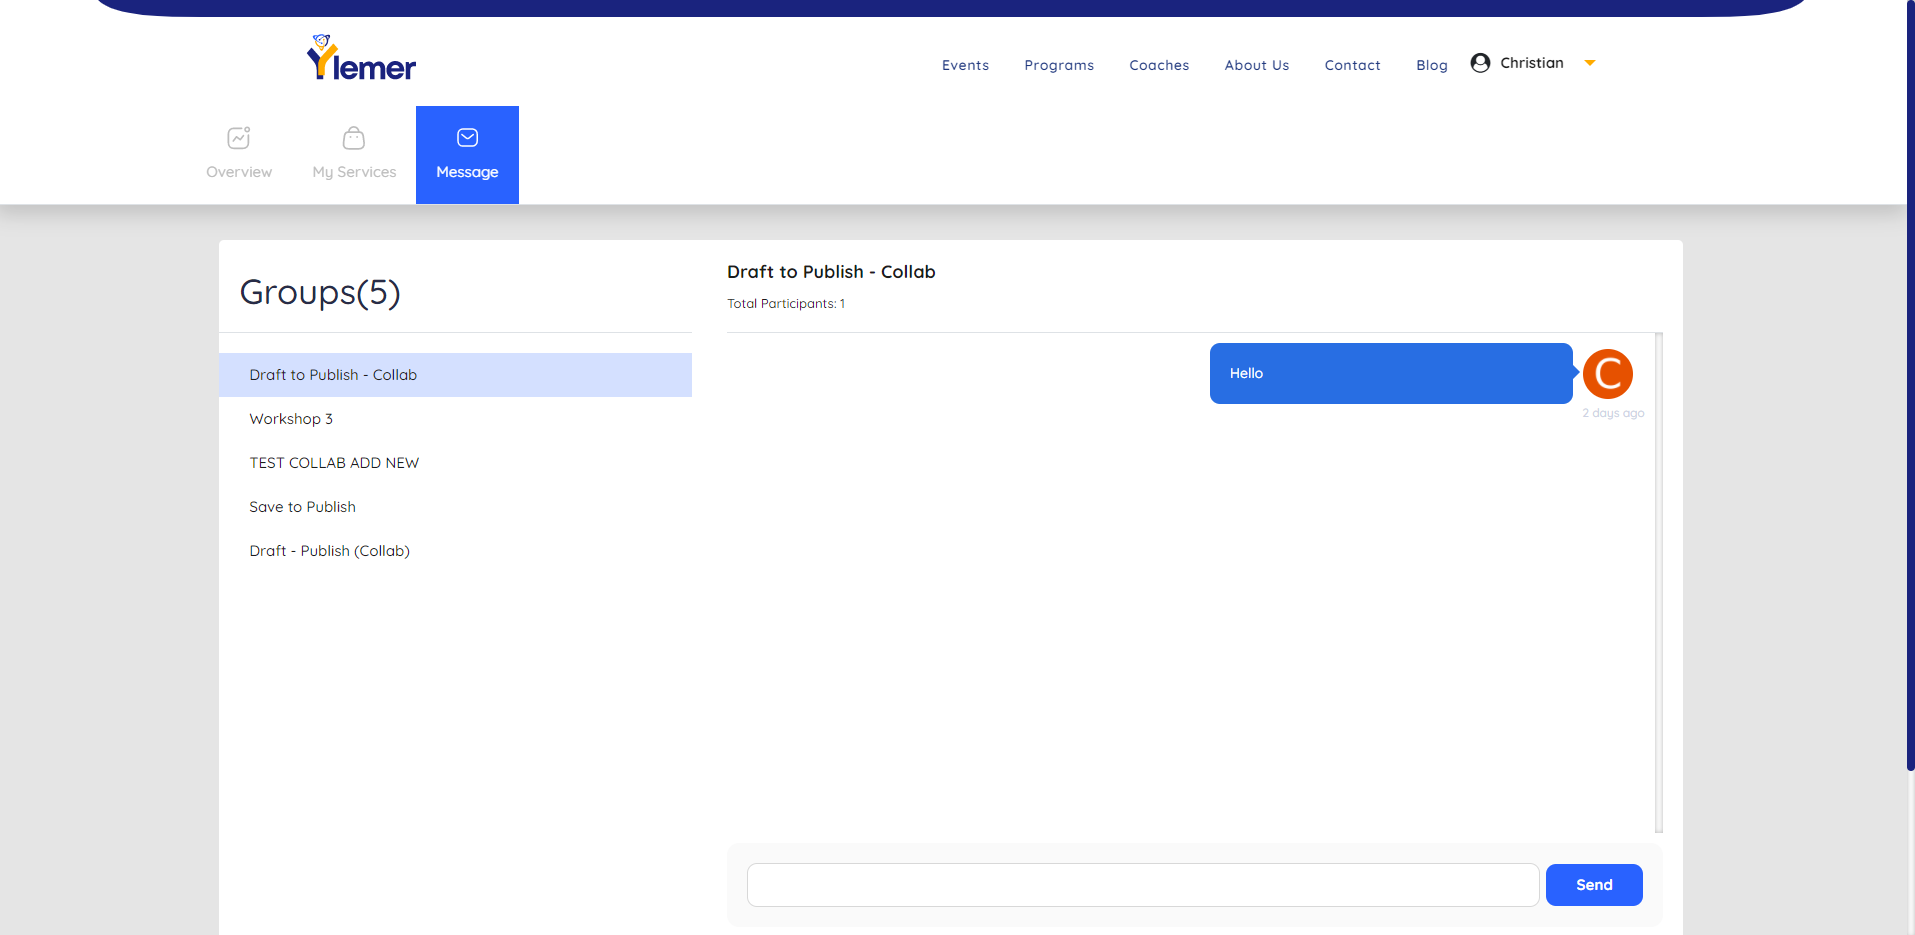 Ylemer
Events Programs Coaches About Us Contact Blog Christian
Overview My Services Message
Groups(5)
Draft to Publish - Collab
Workshop 3
TEST COLLAB ADD NEW
Save to Publish
Draft - Publish (Collab)
Draft to Publish - Collab
Total Participants: 1
Hello
C
2 days ago
Send